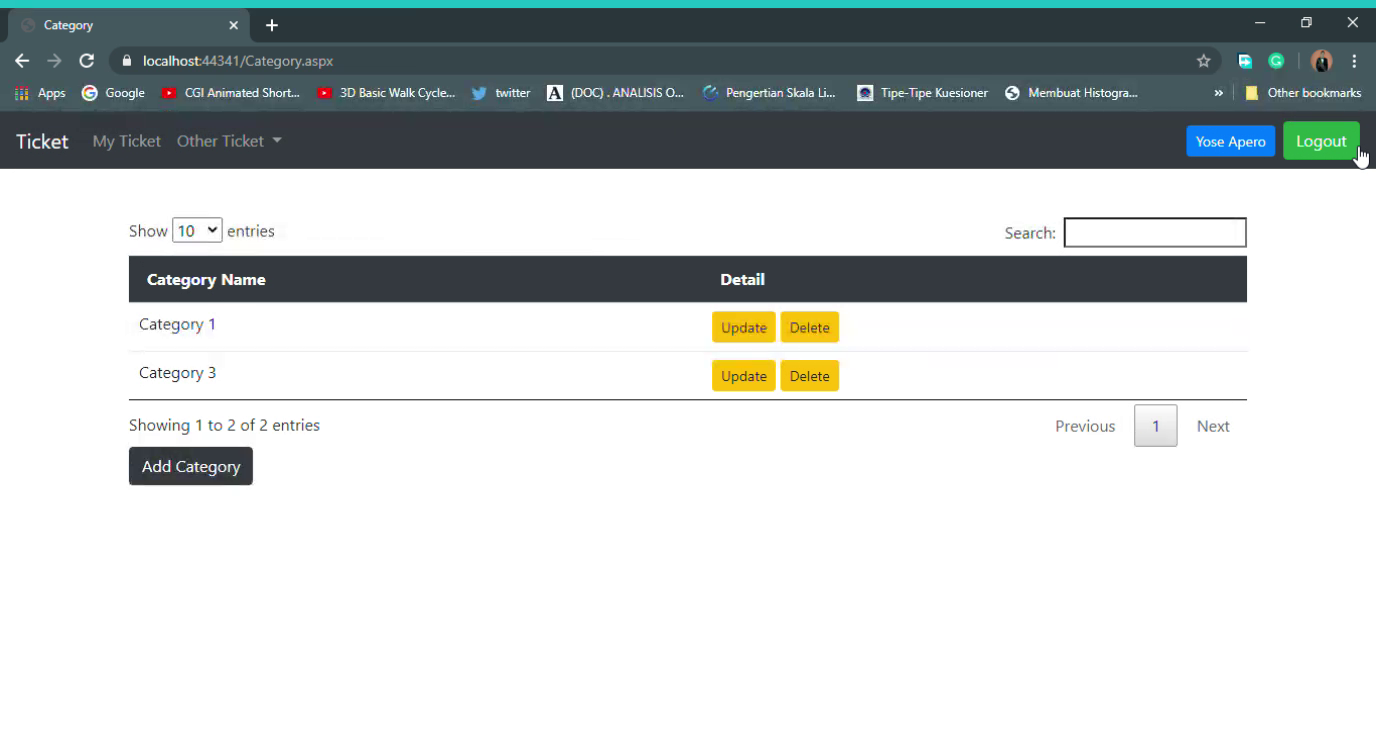 Category
localhost:44341/Category.aspx
Apps Google CGI Animated Short... 3D Basic Walk Cycle... twitter (DOC) . ANALISIS O... Pengertian Skala Li... Tipe-Tipe Kuesioner Membuat Histogra... » Other bookmarks
Ticket My Ticket Other Ticket Yose Apero Logout
Show 10 entries Search:
Category Name Detail
Category 1 Update Delete
Category 3 Update Delete
Showing 1 to 2 of 2 entries Previous 1 Next
Add Category